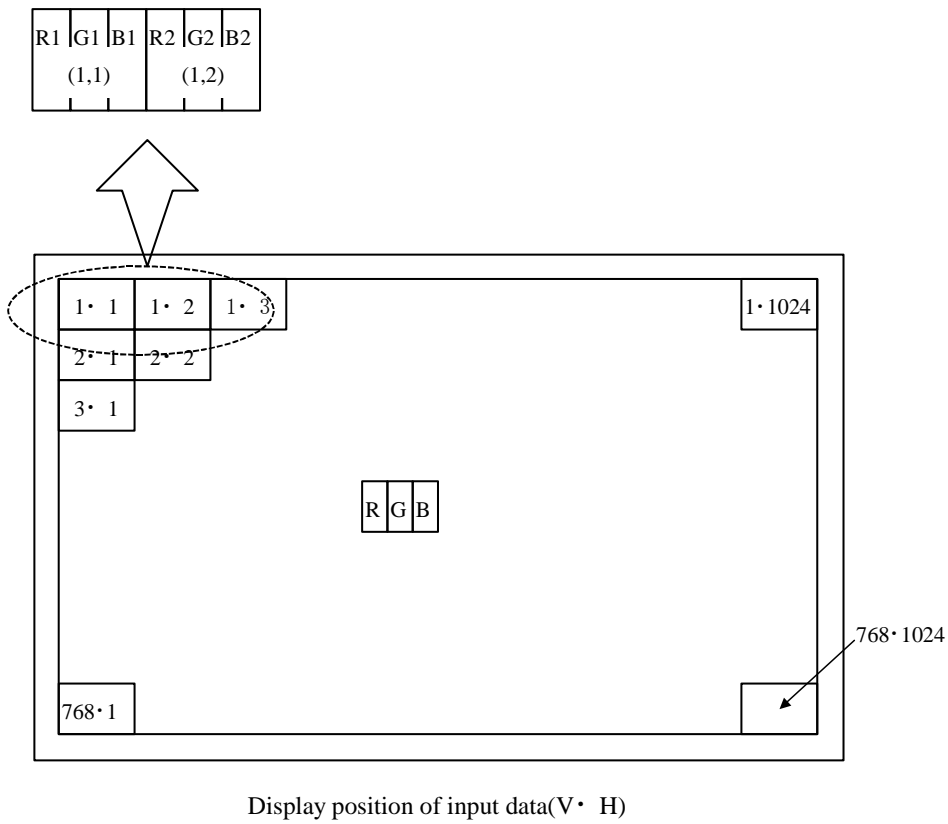 R1 G1 B1 R2 G2 B2
(1,1) (1,2)
1・ 1 1・ 2 1・ 3 1・1024
2・ 1 2・ 2
3・ 1
R G B
768・1024
768・1
Display position of input data(V・ H)